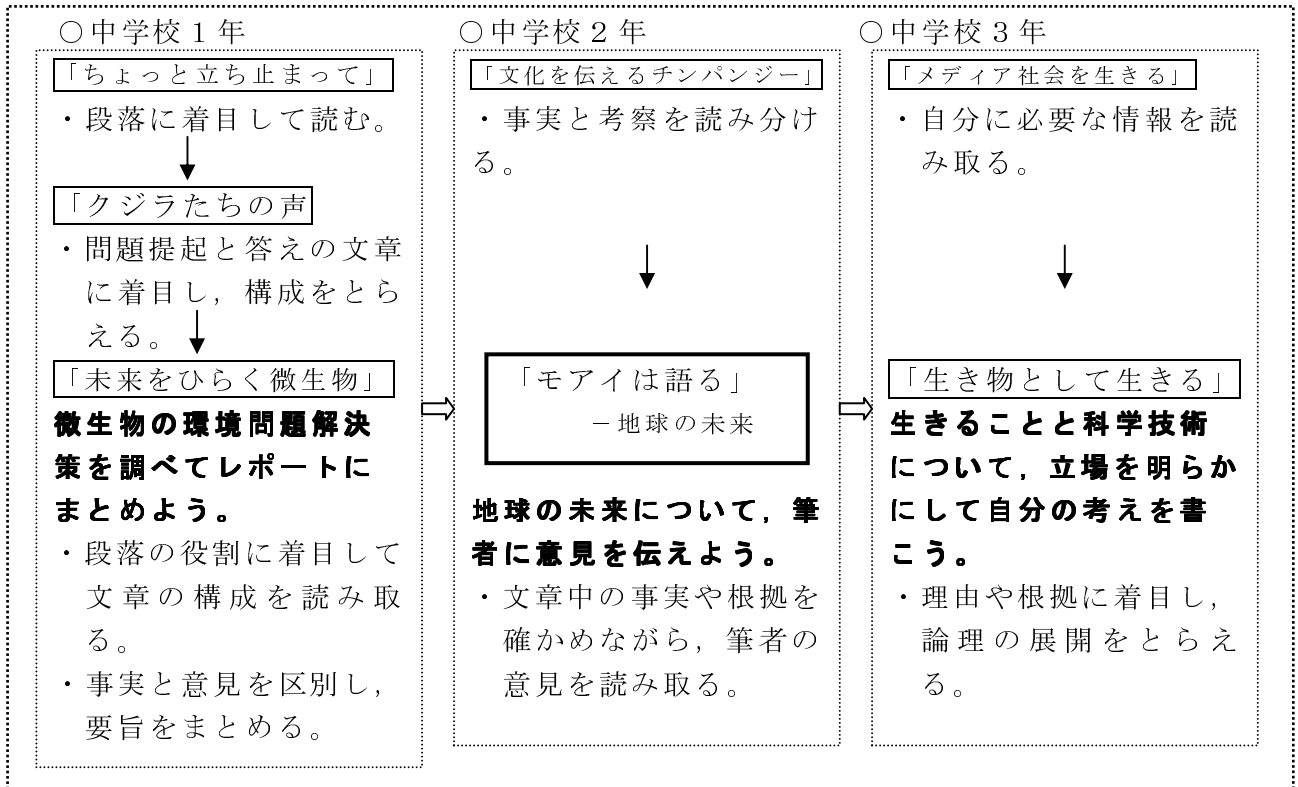 ○中学校１年
「ちょっと立ち止まって」
・段落に着目して読む。
「クジラたちの声
・問題提起と答えの文章
に着目し，構成をとら
える。
「未来をひらく微生物」
微生物の環境問題解決
策を調べてレポートに
まとめよう。
・段落の役割に着目して
文章の構成を読み取
る。
・事実と意見を区別し，
要旨をまとめる。
○中学校２年
「文化を伝えるチンパンジー」
・事実と考察を読み分け
る。
「モアイは語る」
－地球の未来
地球の未来について，筆
者に意見を伝えよう。
・文章中の事実や根拠を
確かめながら，筆者の
意見を読み取る。
○中学校３年
「メディア社会を生きる」
・自分に必要な情報を読
み取る。
「生き物として生きる」
生きることと科学技術
について，立場を明らか
にして自分の考えを書
こう。
・理由や根拠に着目し，
論理の展開をとらえ
る。